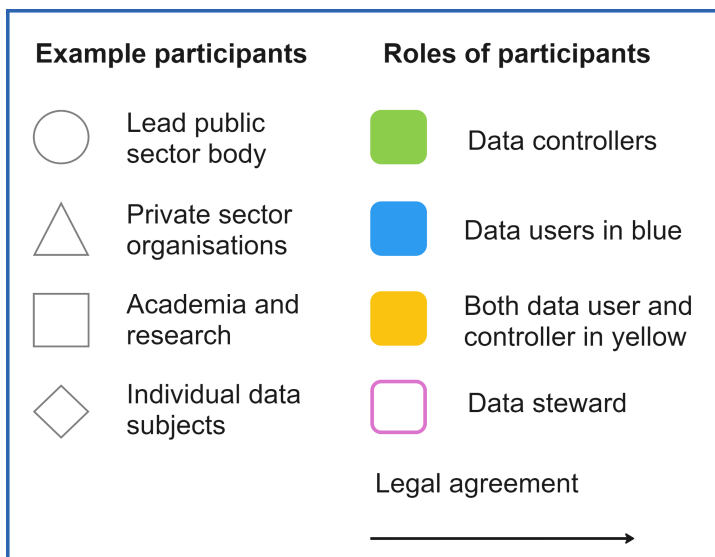 Example participants
Lead public
sector body
Private sector
organisations
Academia and
research
Individual data
subjects
Roles of participants
Data controllers
Data users in blue
Both data user and
controller in yellow
Data steward
Legal agreement